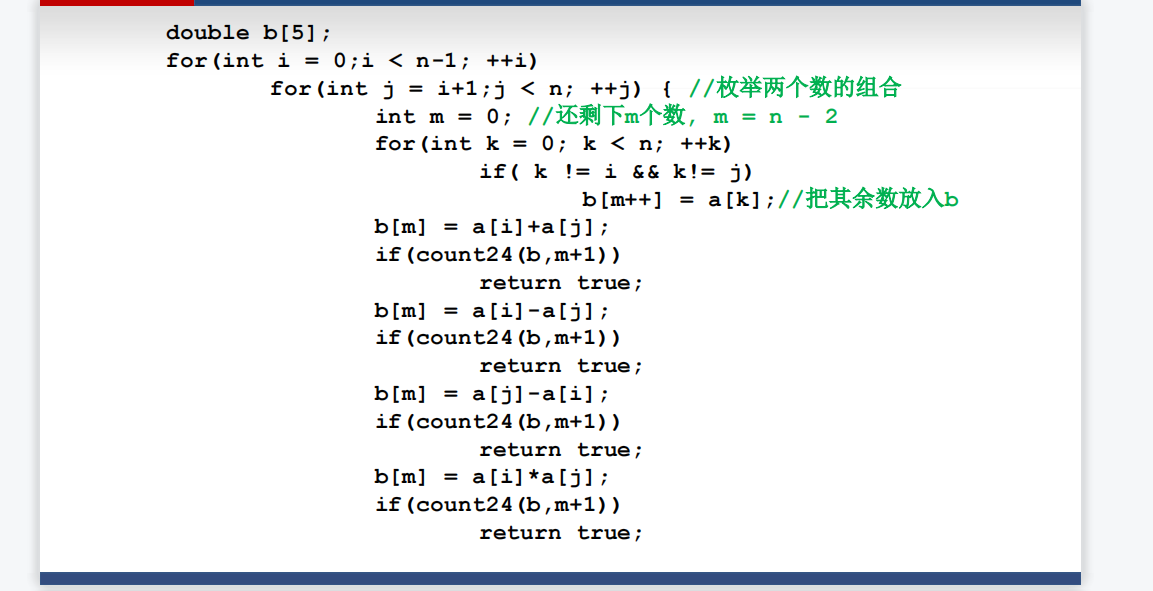 double b[5];
for(int i = 0;i < n-1; ++i)
for(int j = i+1;j < n; ++j) { //枚举两个数的组合
int m = 0; //还剩下m个数, m = n - 2
for(int k = 0; k < n; ++k)
if( k != i && k!= j)
b[m++] = a[k];//把其余数放入b
b[m] = a[i]+a[j];
if(count24(b,m+1))
return true;
b[m] = a[i]-a[j];
if(count24(b,m+1))
return true;
b[m] = a[j]-a[i];
if(count24(b,m+1))
return true;
b[m] = a[i]*a[j];
if(count24(b,m+1))
return true;